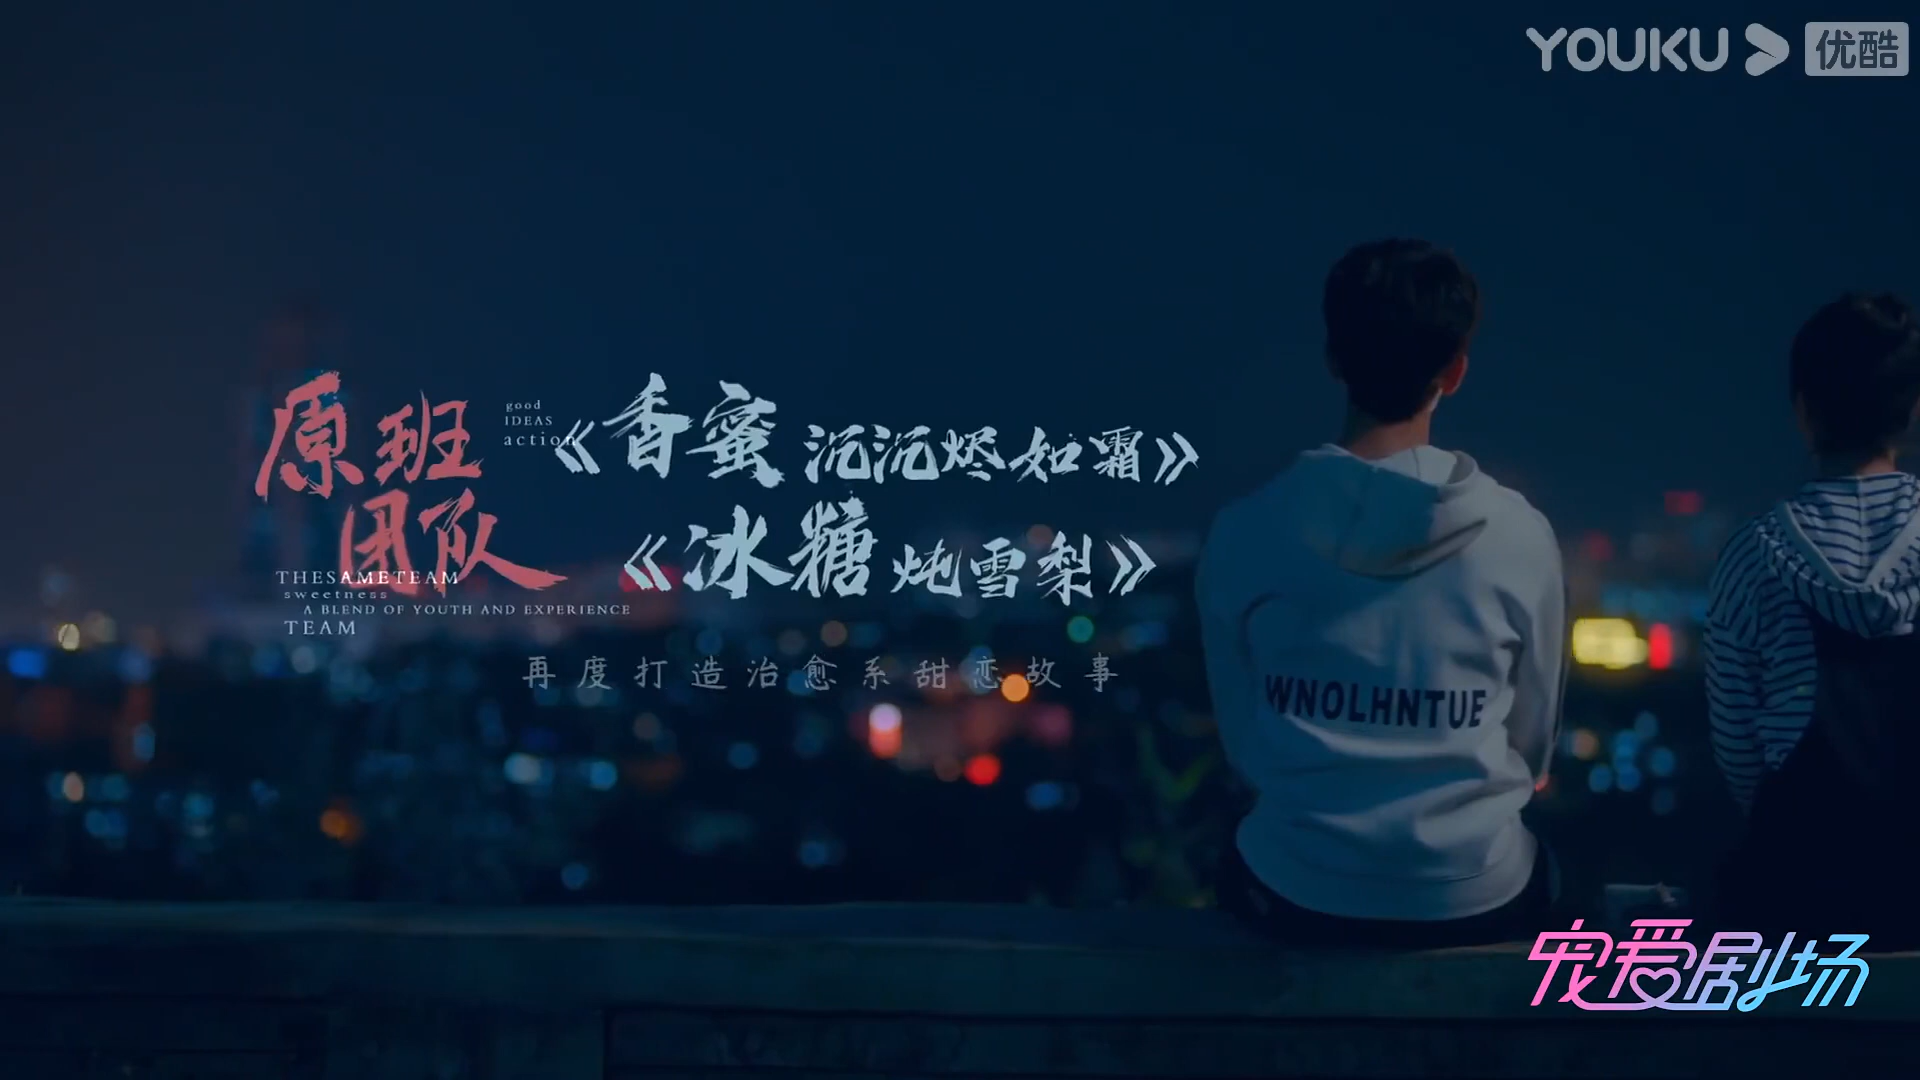 YOUKU 优酷
原班
团队
good
IDEAS
action
《香蜜沉沉烬如霜》
《冰糖炖雪梨》
THESAMETEAM
sweetness
A BLEND OF YOUTH AND EXPERIENCE
TEAM
再度打造治愈系甜恋故事
WNOLHNTUE
宠爱剧场